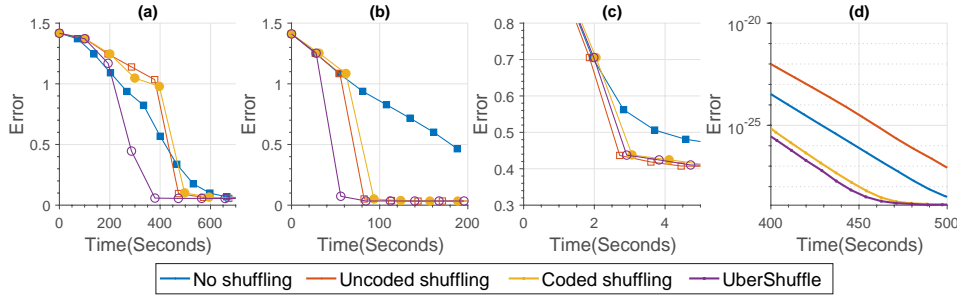 (a)
(b)
(c)
(d)
1.5
1
0.5
0
0 200 400 600
Error
Time(Seconds)
1.5
1
0.5
0
0 100 200
Error
Time(Seconds)
0.8
0.7
0.6
0.5
0.4
0.3
2 4
Error
Time(Seconds)
10-20
10-25
400 450 500
Error
Time(Seconds)
No shuffling Uncoded shuffling Coded shuffling UberShuffle